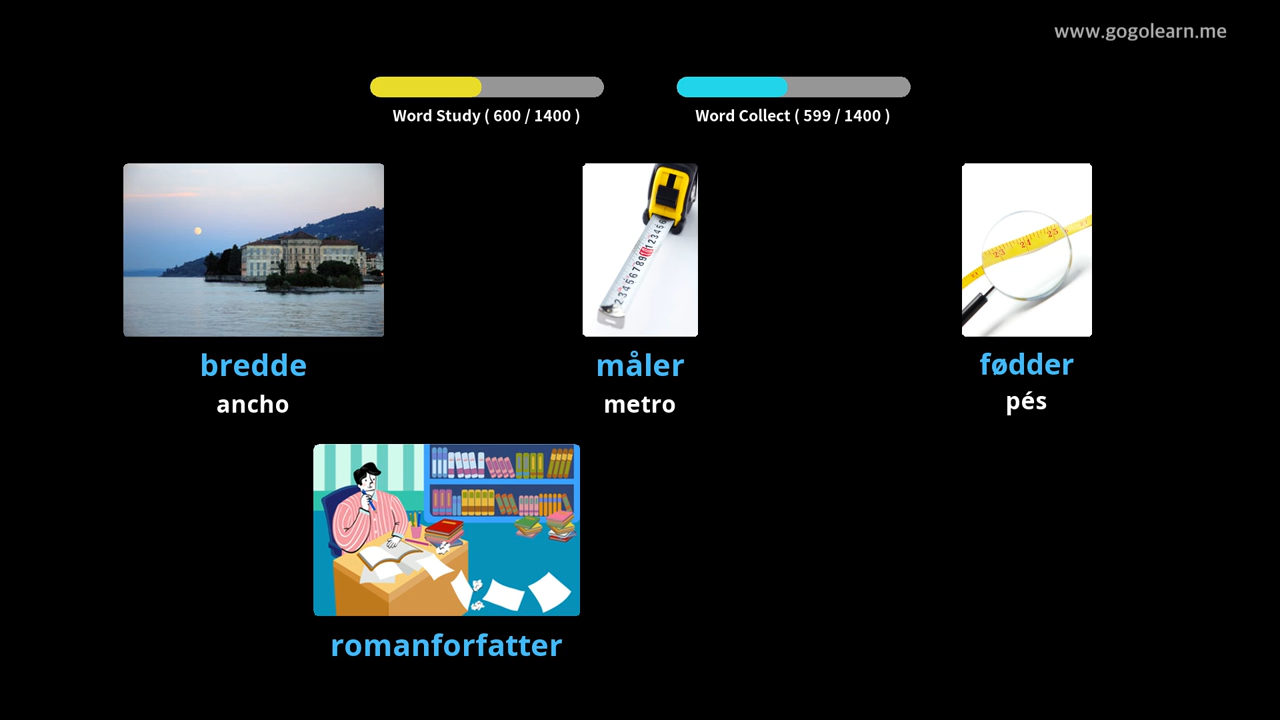 www.gogolearn.me
Word Study ( 600 / 1400 )
Word Collect ( 599 / 1400 )
bredde
ancho
måler
metro
fødder
pés
romanforfatter